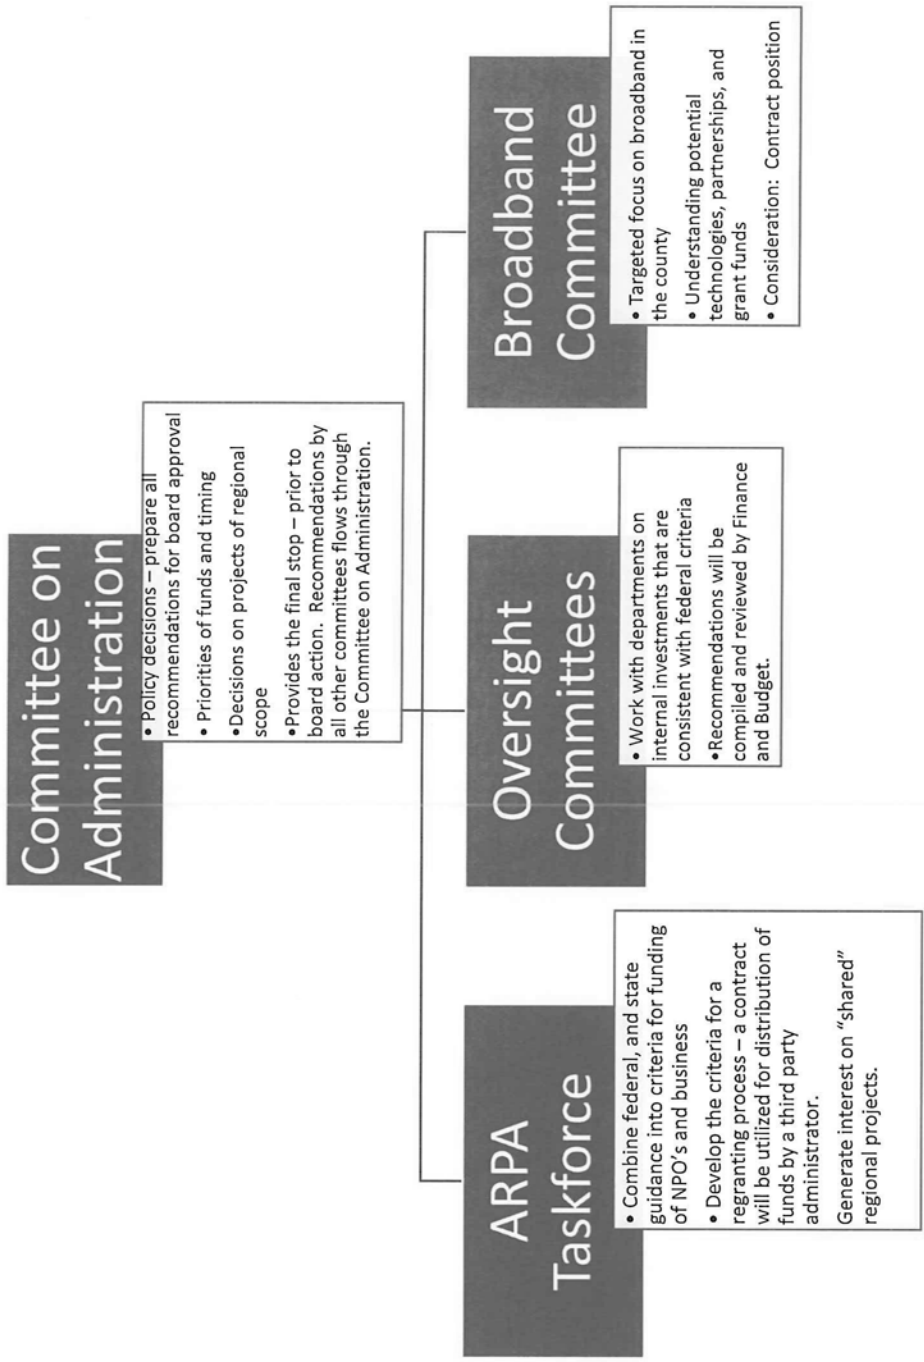 Committee on
Administration
• Policy decisions – prepare all
recommendations for board approval
• Priorities of funds and timing
• Decisions on projects of regional
scope
• Provides the final stop – prior to
board action. Recommendations by
all other committees flows through
the Committee on Administration.
ARPA
Taskforce
• Combine federal, and state
guidance into criteria for funding
of NPO's and business
• Develop the criteria for a
regranting process – a contract
will be utilized for distribution of
funds by a third party
administrator.
Generate interest on “shared”
regional projects.
Oversight
Committees
• Work with departments on
internal investments that are
consistent with federal criteria
• Recommendations will be
compiled and reviewed by Finance
and Budget.
Broadband
Committee
• Targeted focus on broadband in
the county
• Understanding potential
technologies, partnerships, and
grant funds
• Consideration: Contract position